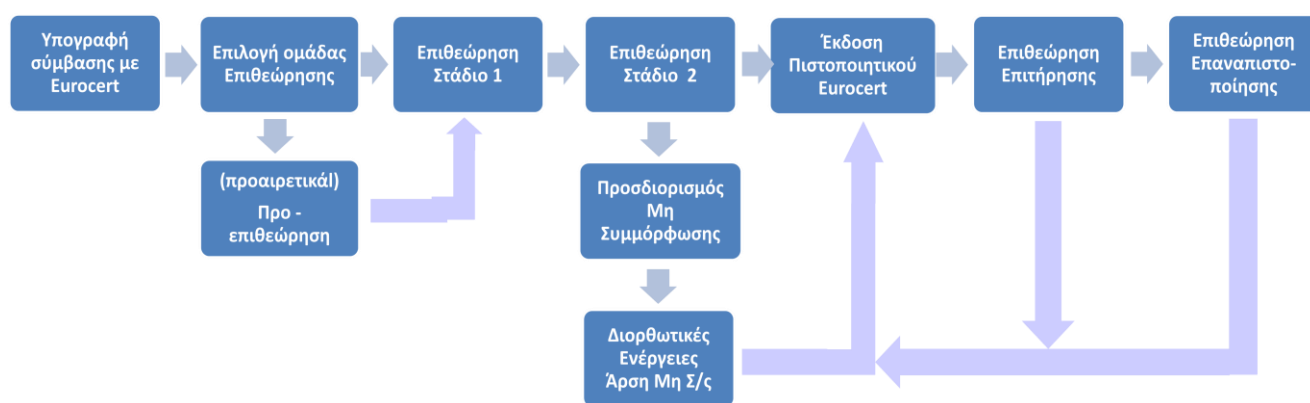 Υπογραφή
σύμβασης με
Eurocert
Επιλογή ομάδας
Επιθεώρησης
Επιθεώρηση
Στάδιο 1
Επιθεώρηση
Στάδιο 2
Έκδοση
Πιστοποιητικού
Eurocert
Επιθεώρηση
Επιτήρησης
Επιθεώρηση
Επαναπιστο-
ποίησης
(προαιρετικάl)
Προ -
επιθεώρηση
Προσδιορισμός
Μη
Συμμόρφωσης
Διορθωτικές
Ενέργειες
Άρση Μη Σ/ς